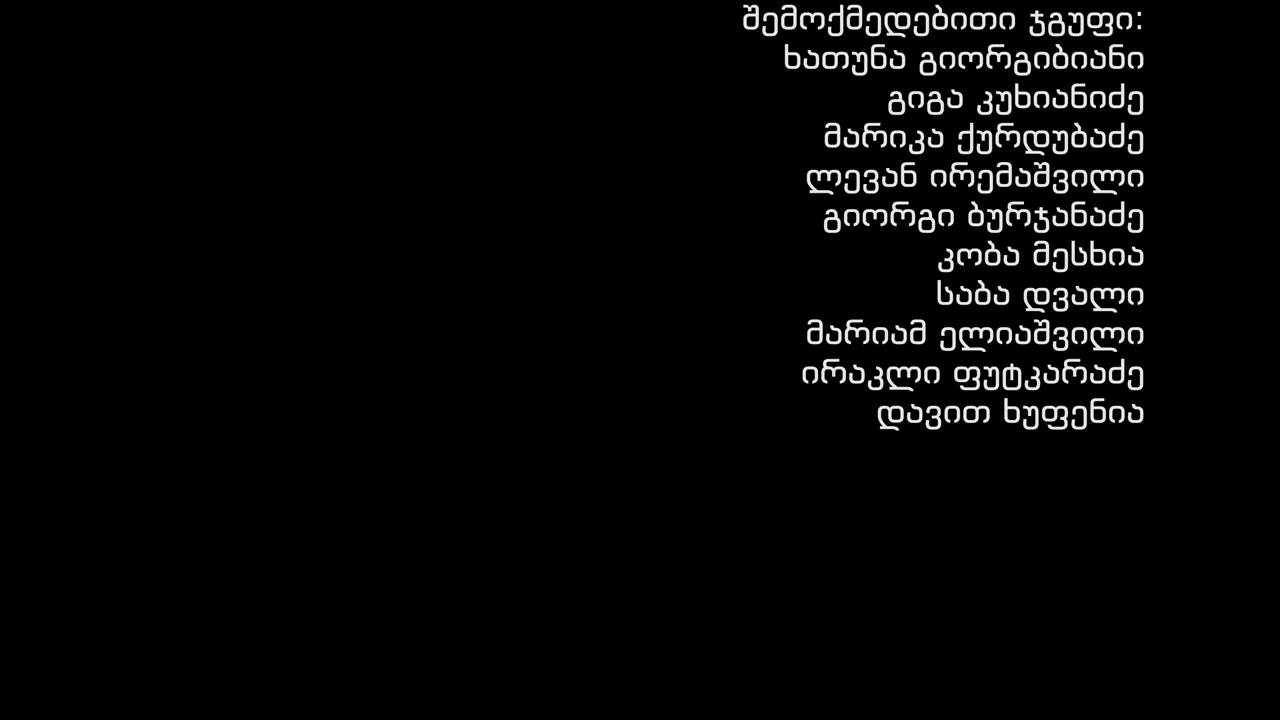 შემოქმედებითი ჯგუფი:
ხათუნა გიორგიბიანი
გიგა კუხიანიძე
მარიკა ქურდუბაძე
ლევან ირემაშვილი
გიორგი ბურჯანაძე
კობა მესხია
საბა დვალი
მარიამ ელიაშვილი
ირაკლი ფუტკარაძე
დავით ხუფენია